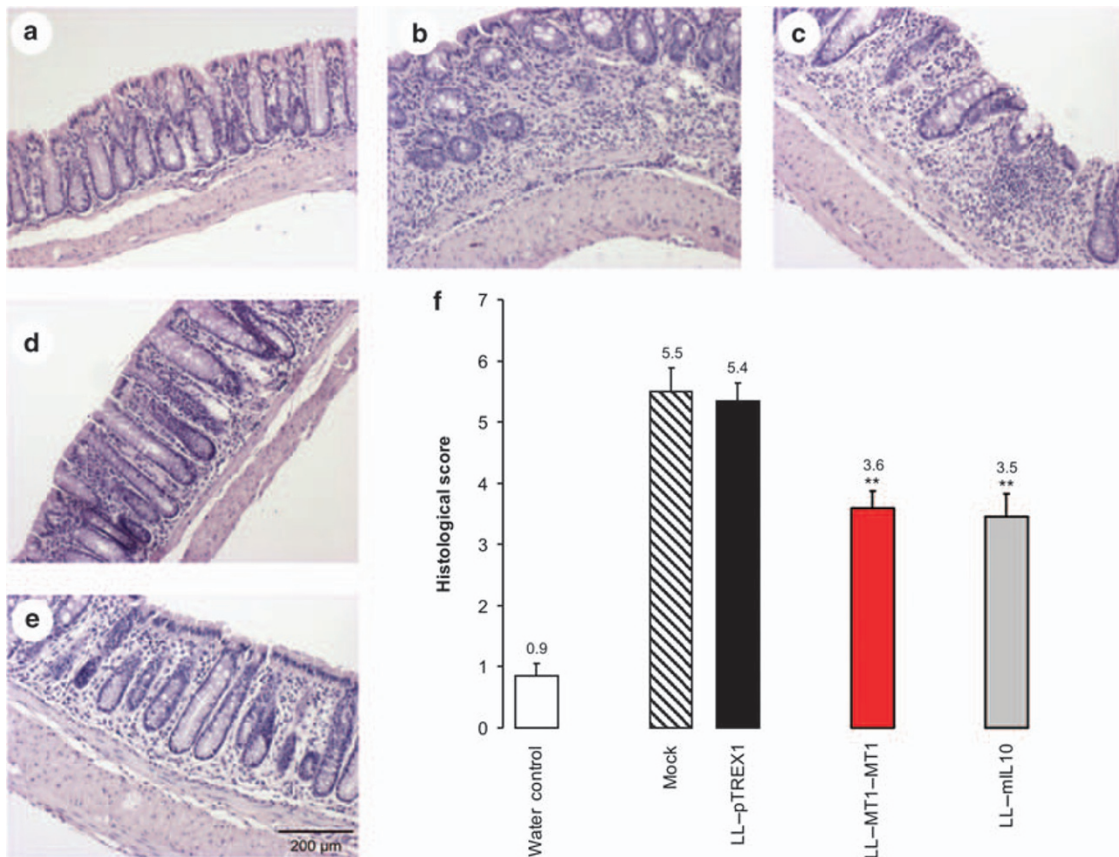 a
b
c
d
e
200 µm
f
Histological score
7
6
5
4
3
2
1
0
0.9
5.5
5.4
3.6
**
3.5
**
Water control
Mock
LL–pTREX1
LL–MT1–MT1
LL–mIL10